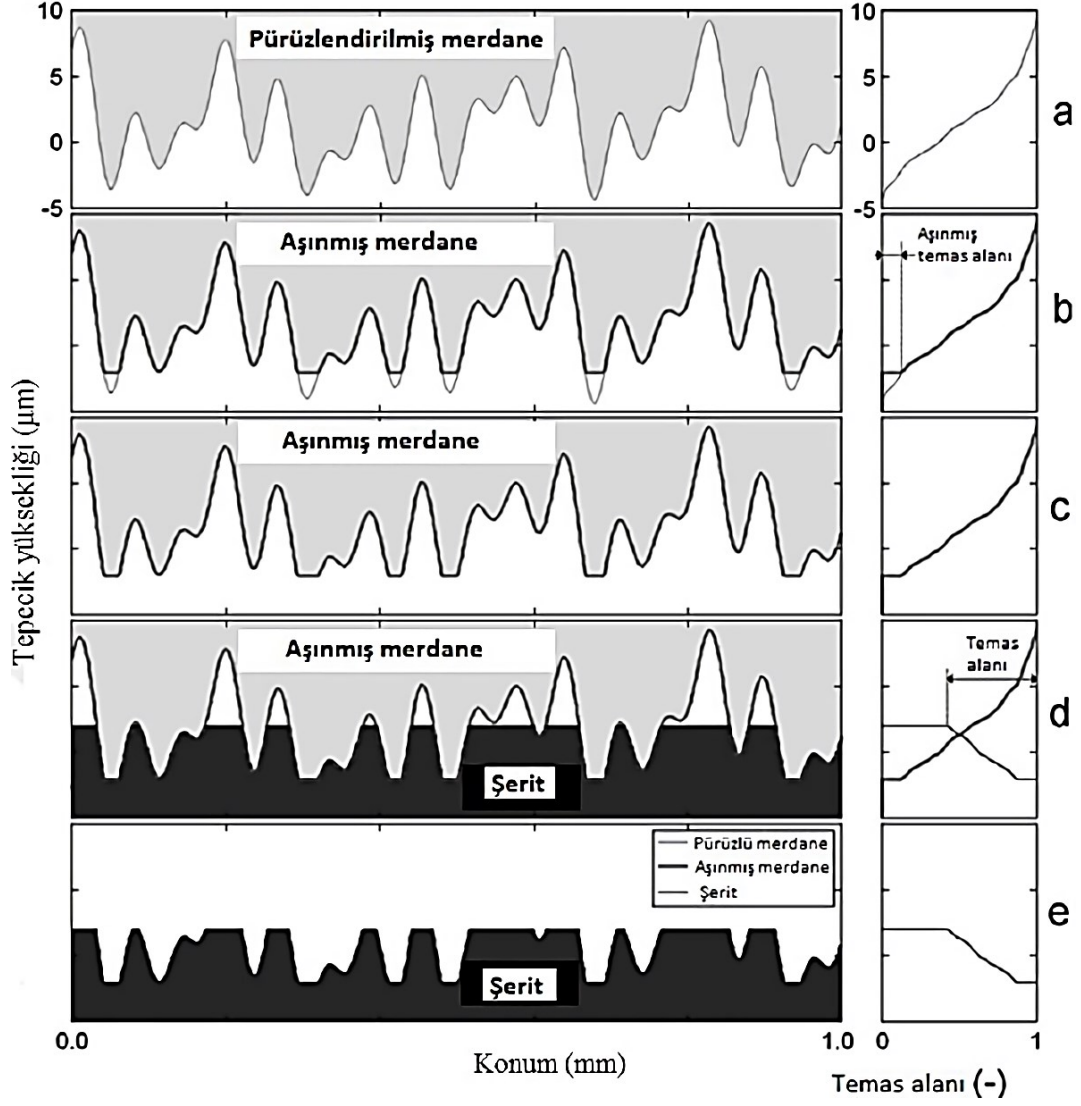 10
5
0
-5
Pürüzlendirilmiş merdane
a
10
5
0
-5
Aşınmış merdane
Aşınmış
temas alanı
b
Tepecik yüksekliği (µm)
Aşınmış merdane
c
Aşınmış merdane
Şerit
Temas
alanı
d
Pürüzlü merdane
Aşınmış merdane
Şerit
Şerit
e
0.0
1.0
Konum (mm)
0
1
Temas alanı (-)